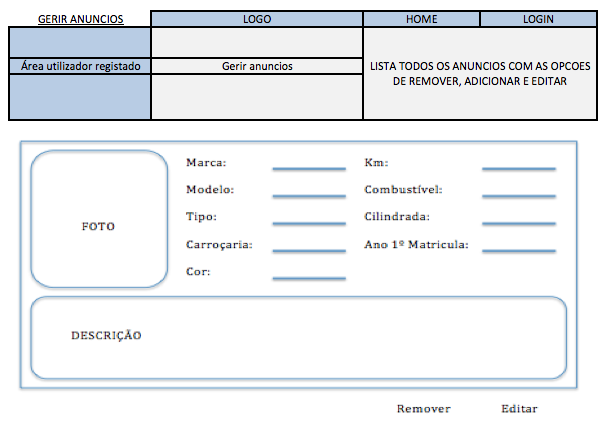 GERIR ANUNCIOS LOGO HOME LOGIN
Área utilizador registado Gerir anuncios
LISTA TODOS OS ANUNCIOS COM AS OPCOES
DE REMOVER, ADICIONAR E EDITAR
FOTO
Marca: Km:
Modelo: Combustível:
Tipo: Cilindrada:
Carroçaria: Ano 1º Matricula:
Cor:
DESCRIÇÃO
Remover Editar